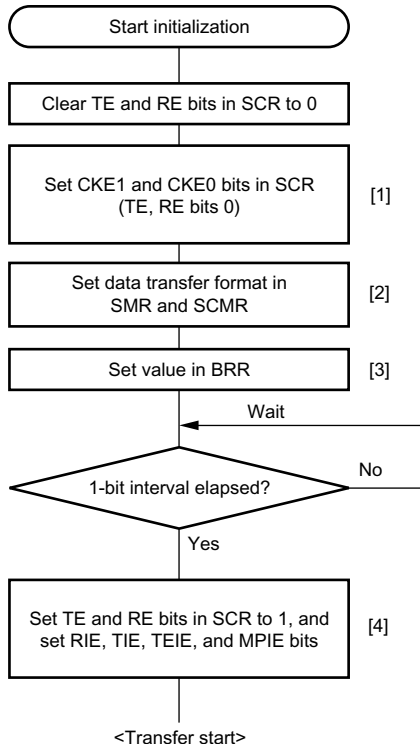 Start initialization
Clear TE and RE bits in SCR to 0
Set CKE1 and CKE0 bits in SCR
(TE, RE bits 0)
[1]
Set data transfer format in
SMR and SCMR
[2]
Set value in BRR
[3]
Wait
1-bit interval elapsed?
No
Yes
Set TE and RE bits in SCR to 1, and
set RIE, TIE, TEIE, and MPIE bits
[4]
<Transfer start>